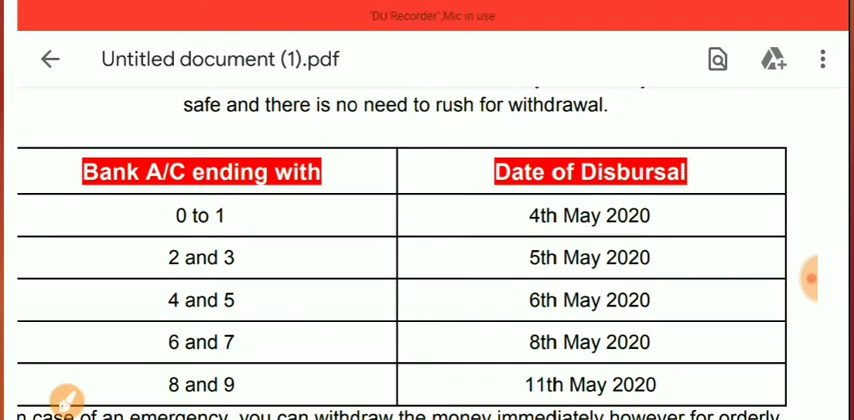 "DU Recorder",Mic in use
Untitled document (1).pdf
safe and there is no need to rush for withdrawal.
Bank A/C ending with Date of Disbursal
0 to 1 4th May 2020
2 and 3 5th May 2020
4 and 5 6th May 2020
6 and 7 8th May 2020
8 and 9 11th May 2020
case of an emergency, you can withdraw the money immediately however for orderly